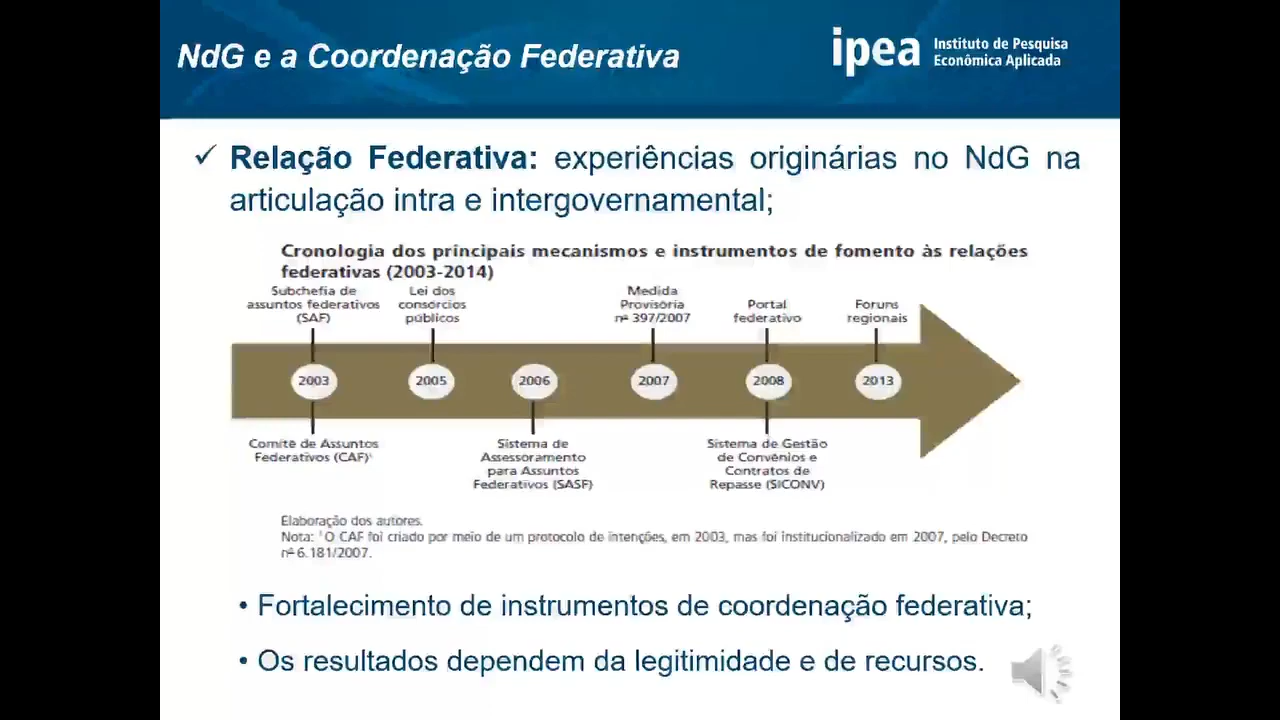 NdG e a Coordenação Federativa
ipea Instituto de Pesquisa
Econômica Aplicada
✓ Relação Federativa: experiências originárias no NdG na
articulação intra e intergovernamental;
Cronologia dos principais mecanismos e instrumentos de fomento às relações
federativas (2003-2014)
Subchefia de
assuntos federativos
(SAF)
Lei dos
consórcios
públicos
Medida
Provisória
nº 397/2007
Portal
federativo
Foruns
regionais
2003 2005 2006 2007 2008 2013
Comitê de Assuntos
Federativos (CAF)¹
Sistema de
Assessoramento
para Assuntos
Federativos (SASF)
Sistema de Gestão
de Convênios e
Contratos de
Repasse (SICONV)
Elaboração dos autores.
Nota: ¹O CAF foi criado por meio de um protocolo de intenções, em 2003, mas foi institucionalizado em 2007, pelo Decreto
nº 6.181/2007.
• Fortalecimento de instrumentos de coordenação federativa;
• Os resultados dependem da legitimidade e de recursos.